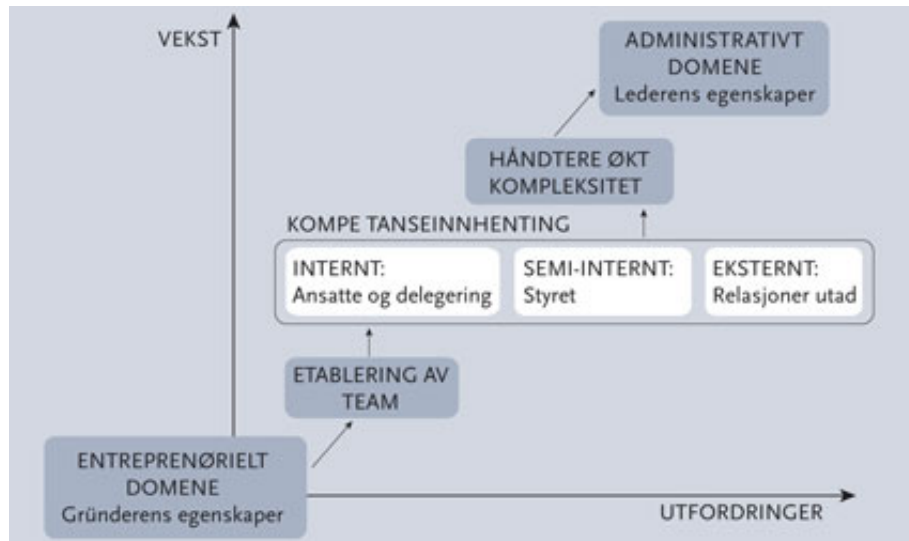 VEKST
ADMINISTRATIVT
DOMENE
Lederens egenskaper
HÅNDTERE ØKT
KOMPLEKSITET
KOMPE TANSEINNHENTING
INTERNT:
Ansatte og delegering
SEMI-INTERNT:
Styret
EKSTERNT:
Relasjoner utad
ETABLERING AV
TEAM
ENTREPRENØRIELT
DOMENE
Gründerens egenskaper
UTFORDRINGER